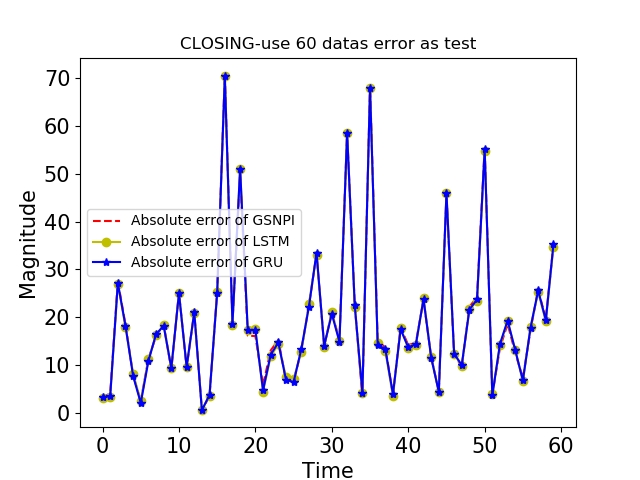 CLOSING-use 60 datas error as test
Magnitude
70
60
50
40
30
20
10
0
Absolute error of GSNPI
Absolute error of LSTM
Absolute error of GRU
0 10 20 30 40 50 60
Time